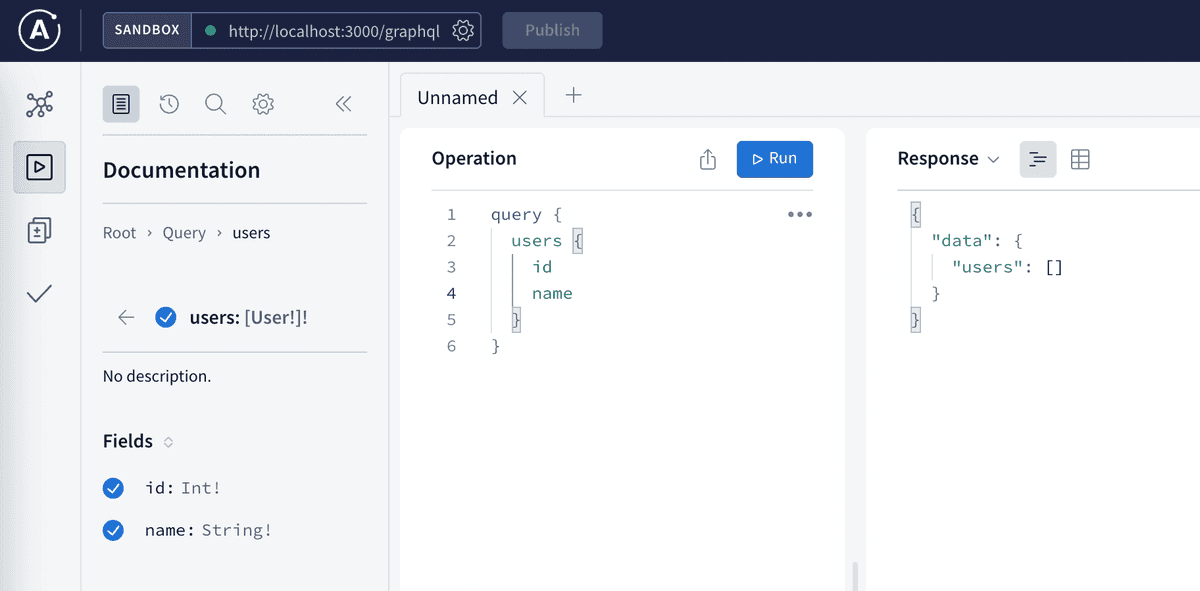 A
SANDBOX
http://localhost:3000/graphql
Publish
Documentation
Root › Query › users
users: [User!]!
No description.
Fields
id: Int!
name: String!
Unnamed
Operation
Run
1 query {
2 users {
3 id
4 name
5 }
6 }
Response
{
"data": {
"users": []
}
}